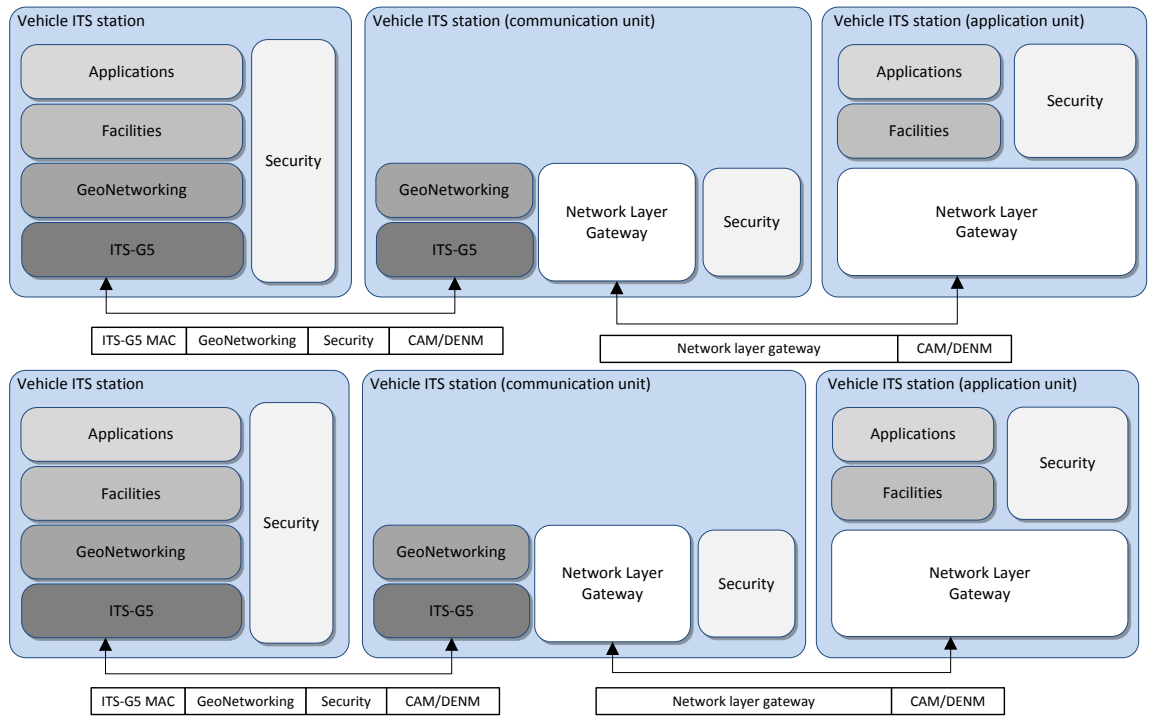 Vehicle ITS station
Applications
Facilities
GeoNetworking
ITS-G5
Security
Vehicle ITS station (communication unit)
GeoNetworking
ITS-G5
Network Layer
Gateway
Security
Vehicle ITS station (application unit)
Applications
Facilities
Security
Network Layer
Gateway
ITS-G5 MAC GeoNetworking Security CAM/DENM
Network layer gateway CAM/DENM
Vehicle ITS station
Applications
Facilities
GeoNetworking
ITS-G5
Security
Vehicle ITS station (communication unit)
GeoNetworking
ITS-G5
Network Layer
Gateway
Security
Vehicle ITS station (application unit)
Applications
Facilities
Security
Network Layer
Gateway
ITS-G5 MAC GeoNetworking Security CAM/DENM
Network layer gateway CAM/DENM